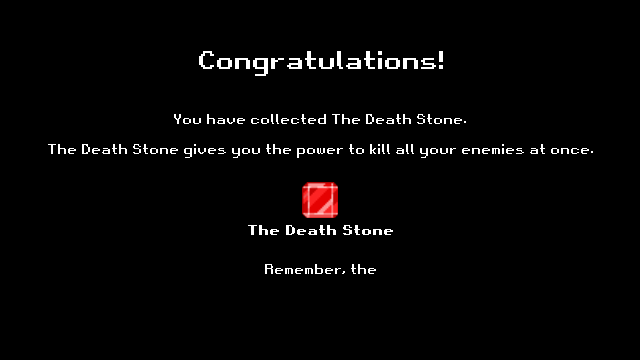 Congratulations!
You have collected The Death Stone.
The Death Stone gives you the power to kill all your enemies at once.
The Death Stone
Remember, the